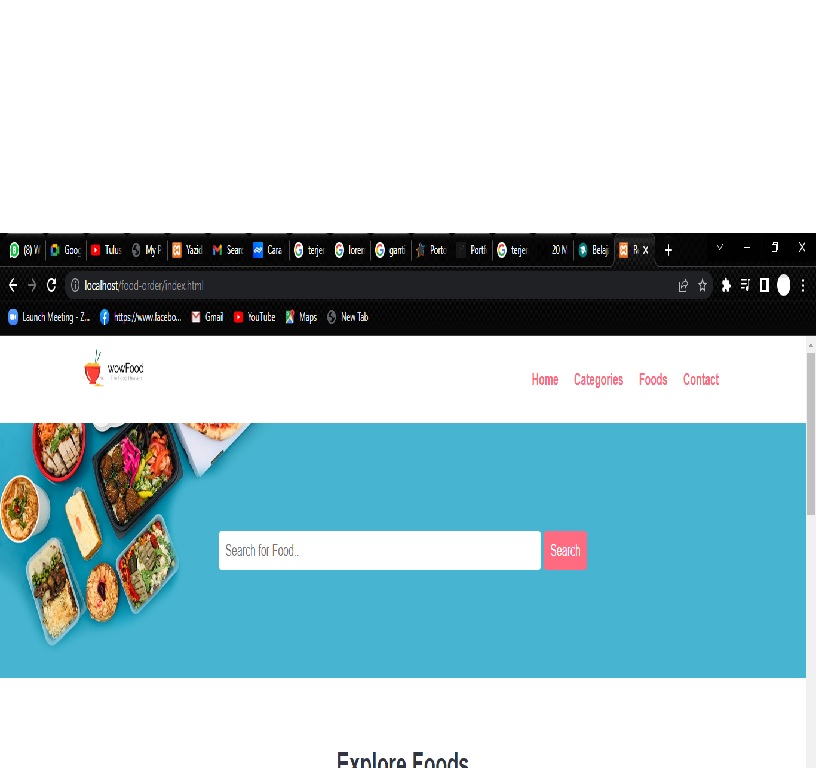 (6) W Goog Tulus My P Yazid Sear Cara terjer lorem ganti Porto Portf terjer 20 M Belaj R
localhost/food-order/index.html
Launch Meeting - Z... https://www.facebo... Gmail YouTube Maps New Tab
wowFood
Home Categories Foods Contact
Search for Food.. Search
Explore Foods